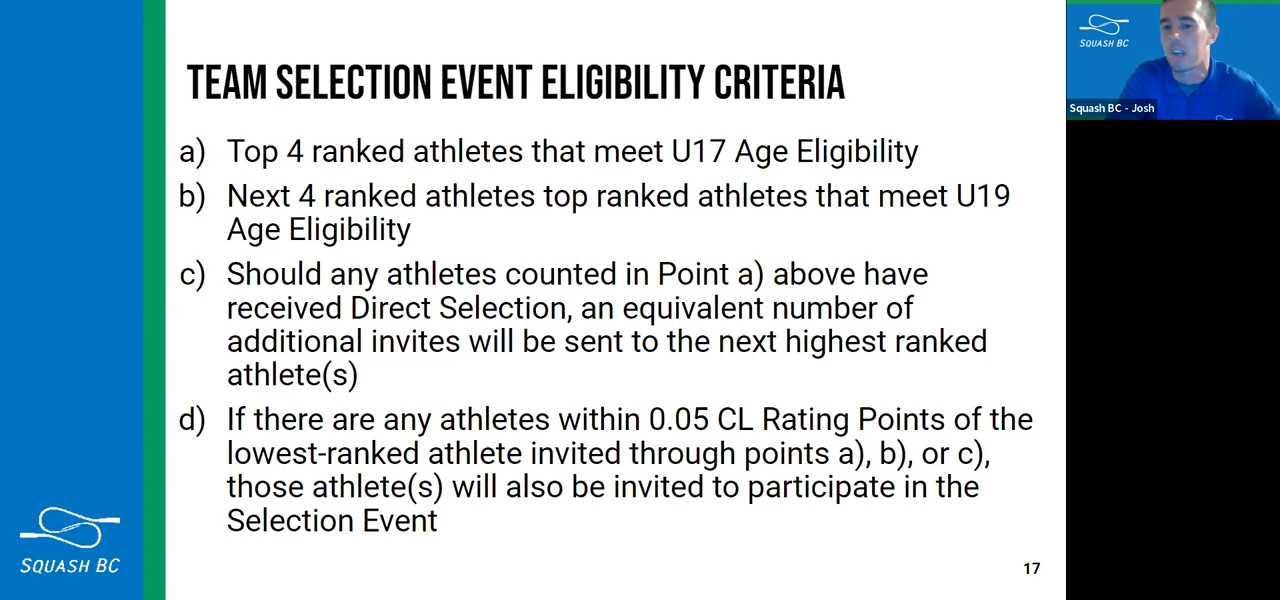 TEAM SELECTION EVENT ELIGIBILITY CRITERIA
a) Top 4 ranked athletes that meet U17 Age Eligibility
b) Next 4 ranked athletes top ranked athletes that meet U19
Age Eligibility
c) Should any athletes counted in Point a) above have
received Direct Selection, an equivalent number of
additional invites will be sent to the next highest ranked
athlete(s)
d) If there are any athletes within 0.05 CL Rating Points of the
lowest-ranked athlete invited through points a), b), or c),
those athlete(s) will also be invited to participate in the
Selection Event
SQUASH BC
17
SQUASH BC
Squash BC - Josh